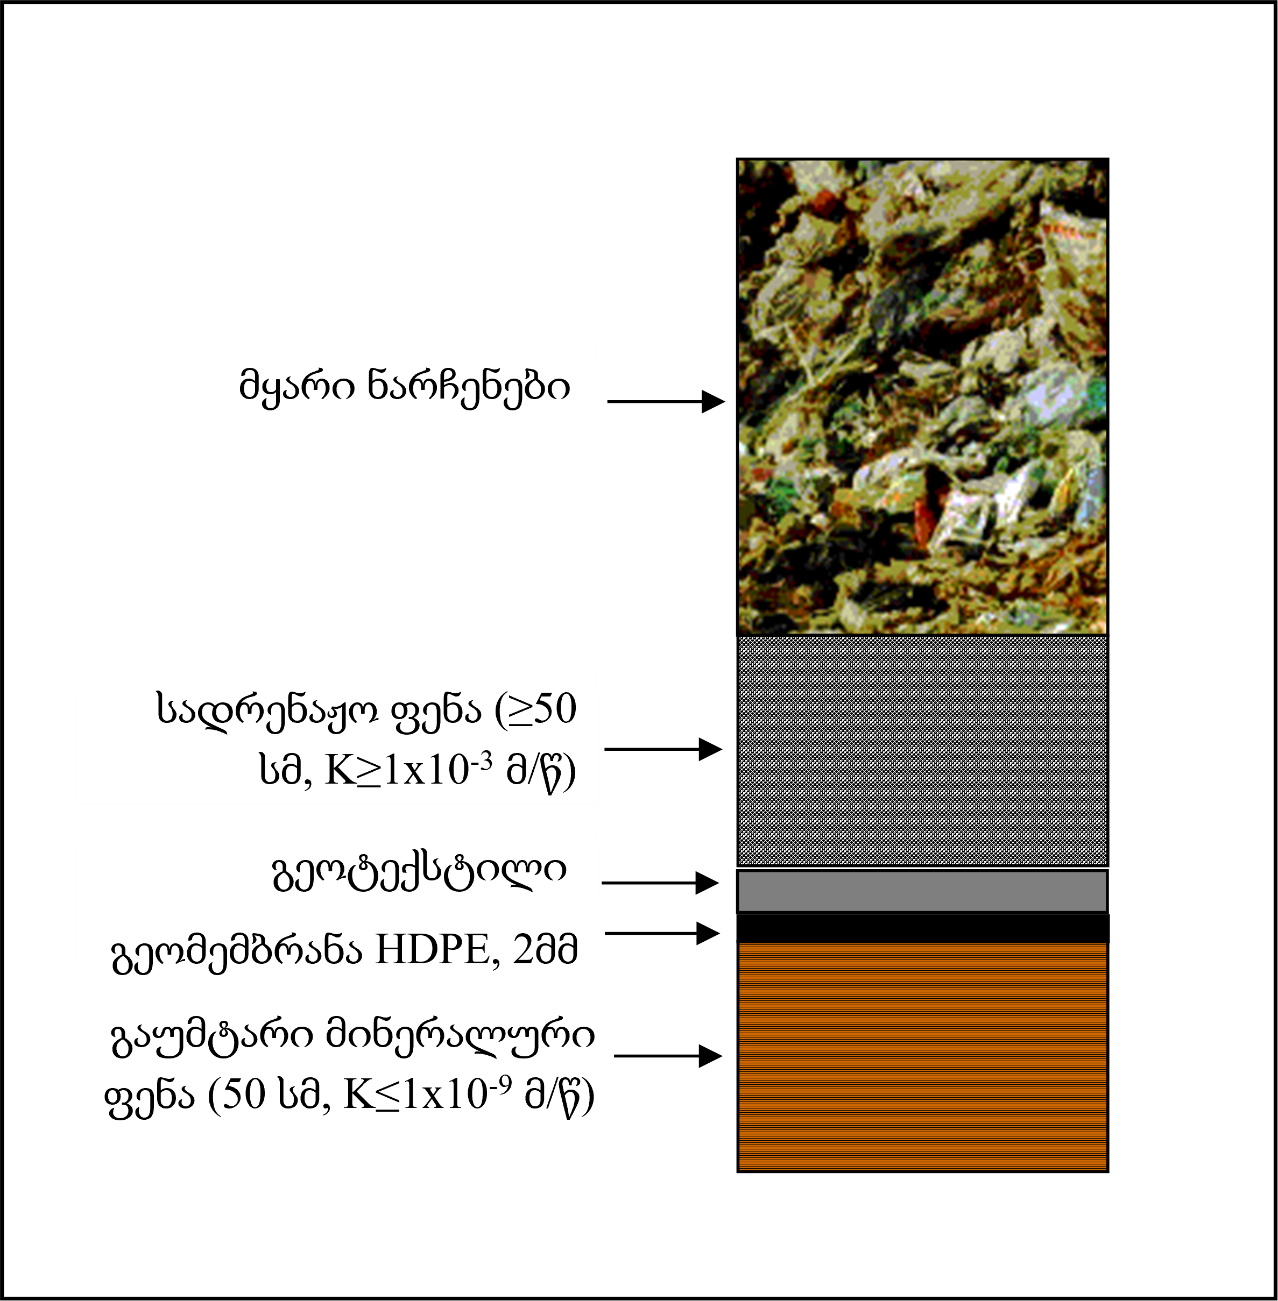 მყარი ნარჩენები
სადრენაჟო ფენა (≥50
სმ, K≥1x10⁻³ მ/წ)
გეოტექსტილი
გეომემბრანა HDPE, 2მმ
გაუმტარი მინერალური
ფენა (50 სმ, K≤1x10⁻⁹ მ/წ)